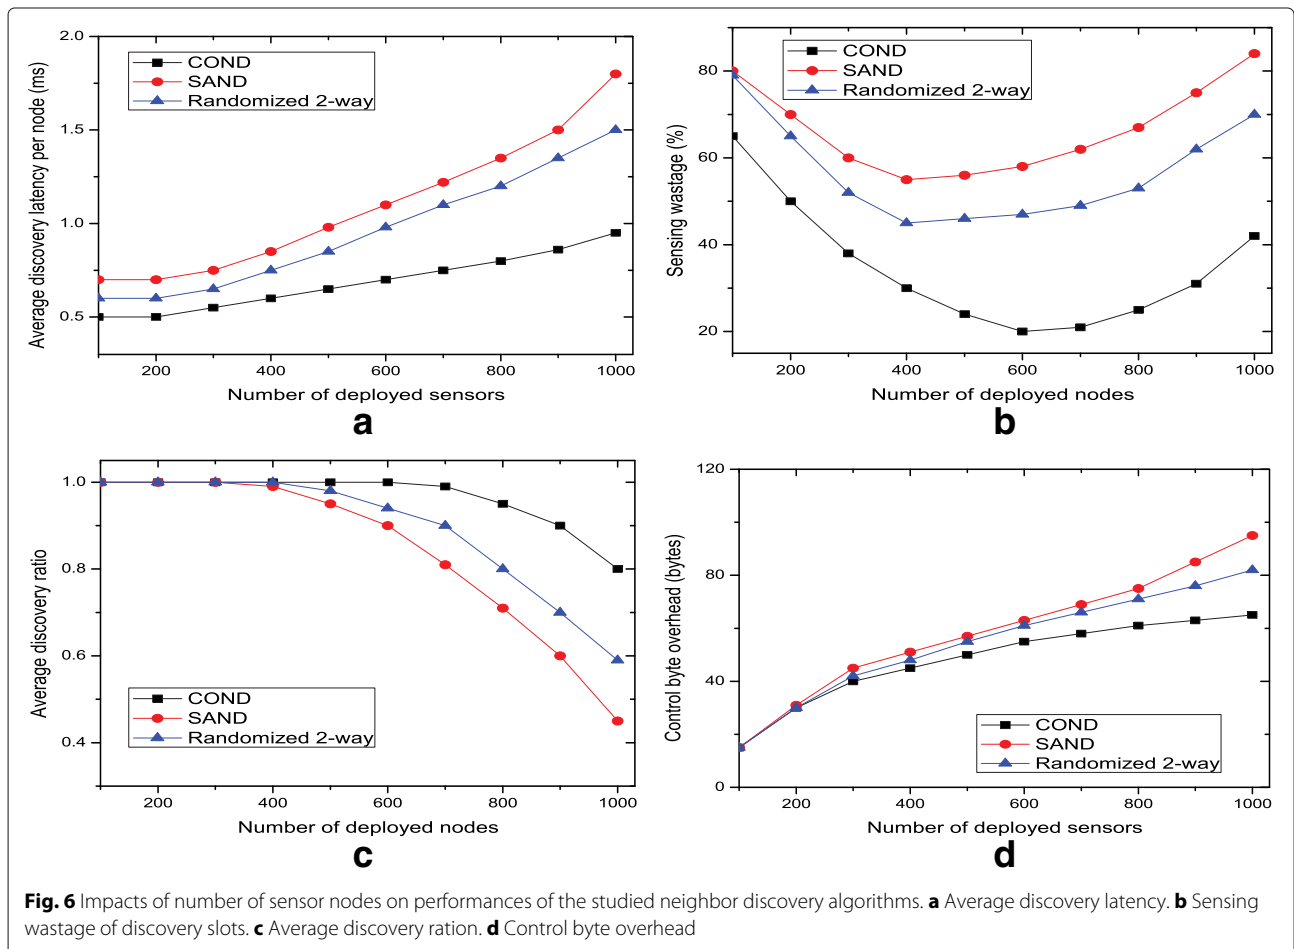 2.0
1.5
1.0
0.5
Average discovery latency per node (ms)
COND
SAND
Randomized 2-way
200 400 600 800 1000
Number of deployed sensors
a
80
60
40
20
Sensing wastage (%)
COND
SAND
Randomized 2-way
200 400 600 800 1000
Number of deployed nodes
b
1.0
0.8
0.6
0.4
Average discovery ratio
COND
SAND
Randomized 2-way
200 400 600 800 1000
Number of deployed nodes
c
120
80
40
0
Control byte overhead (bytes)
COND
SAND
Randomized 2-way
200 400 600 800 1000
Number of deployed sensors
d
Fig. 6 Impacts of number of sensor nodes on performances of the studied neighbor discovery algorithms. a Average discovery latency. b Sensing
wastage of discovery slots. c Average discovery ration. d Control byte overhead